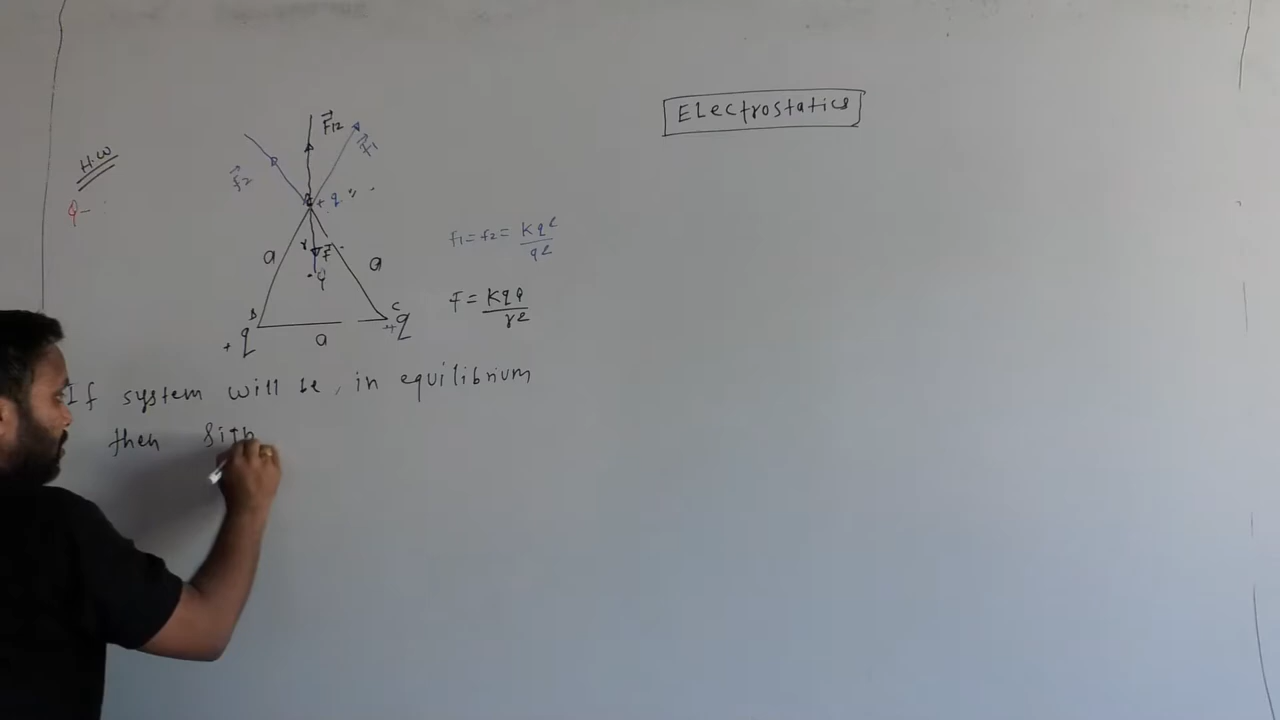 ELectrostatics
H.W
Q- :
F12
F1
f2
+ q
a
r
F
a
B
C
+ q
+ q
a
f1 = f2 = Kq²
a²
F = KqQ
r²
If system will be, in equilibrium
then